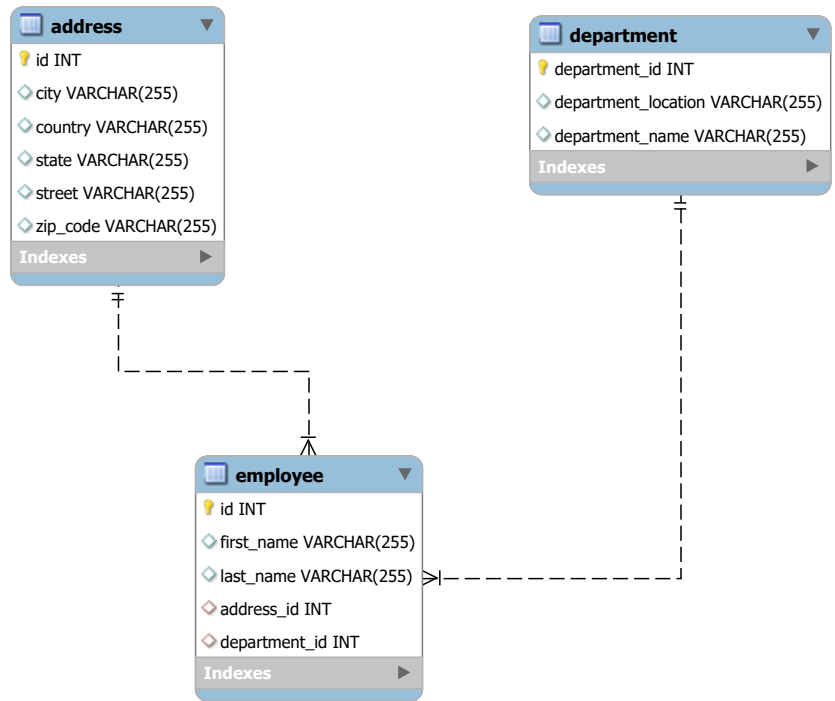 address
id INT
city VARCHAR(255)
country VARCHAR(255)
state VARCHAR(255)
street VARCHAR(255)
zip_code VARCHAR(255)
Indexes
department
department_id INT
department_location VARCHAR(255)
department_name VARCHAR(255)
Indexes
employee
id INT
first_name VARCHAR(255)
last_name VARCHAR(255)
address_id INT
department_id INT
Indexes